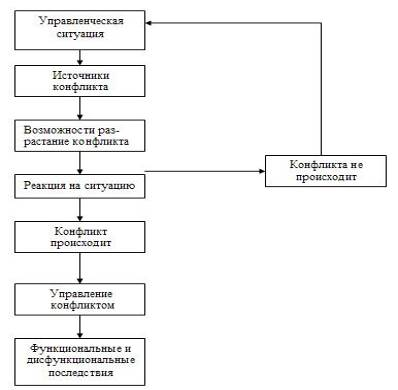 Управленческая
ситуация
Источники
конфликта
Возможности раз-
растание конфликта
Реакция на ситуацию
Конфликта не
происходит
Конфликт
происходит
Управление
конфликтом
Функциональные и
дисфункциональные
последствия